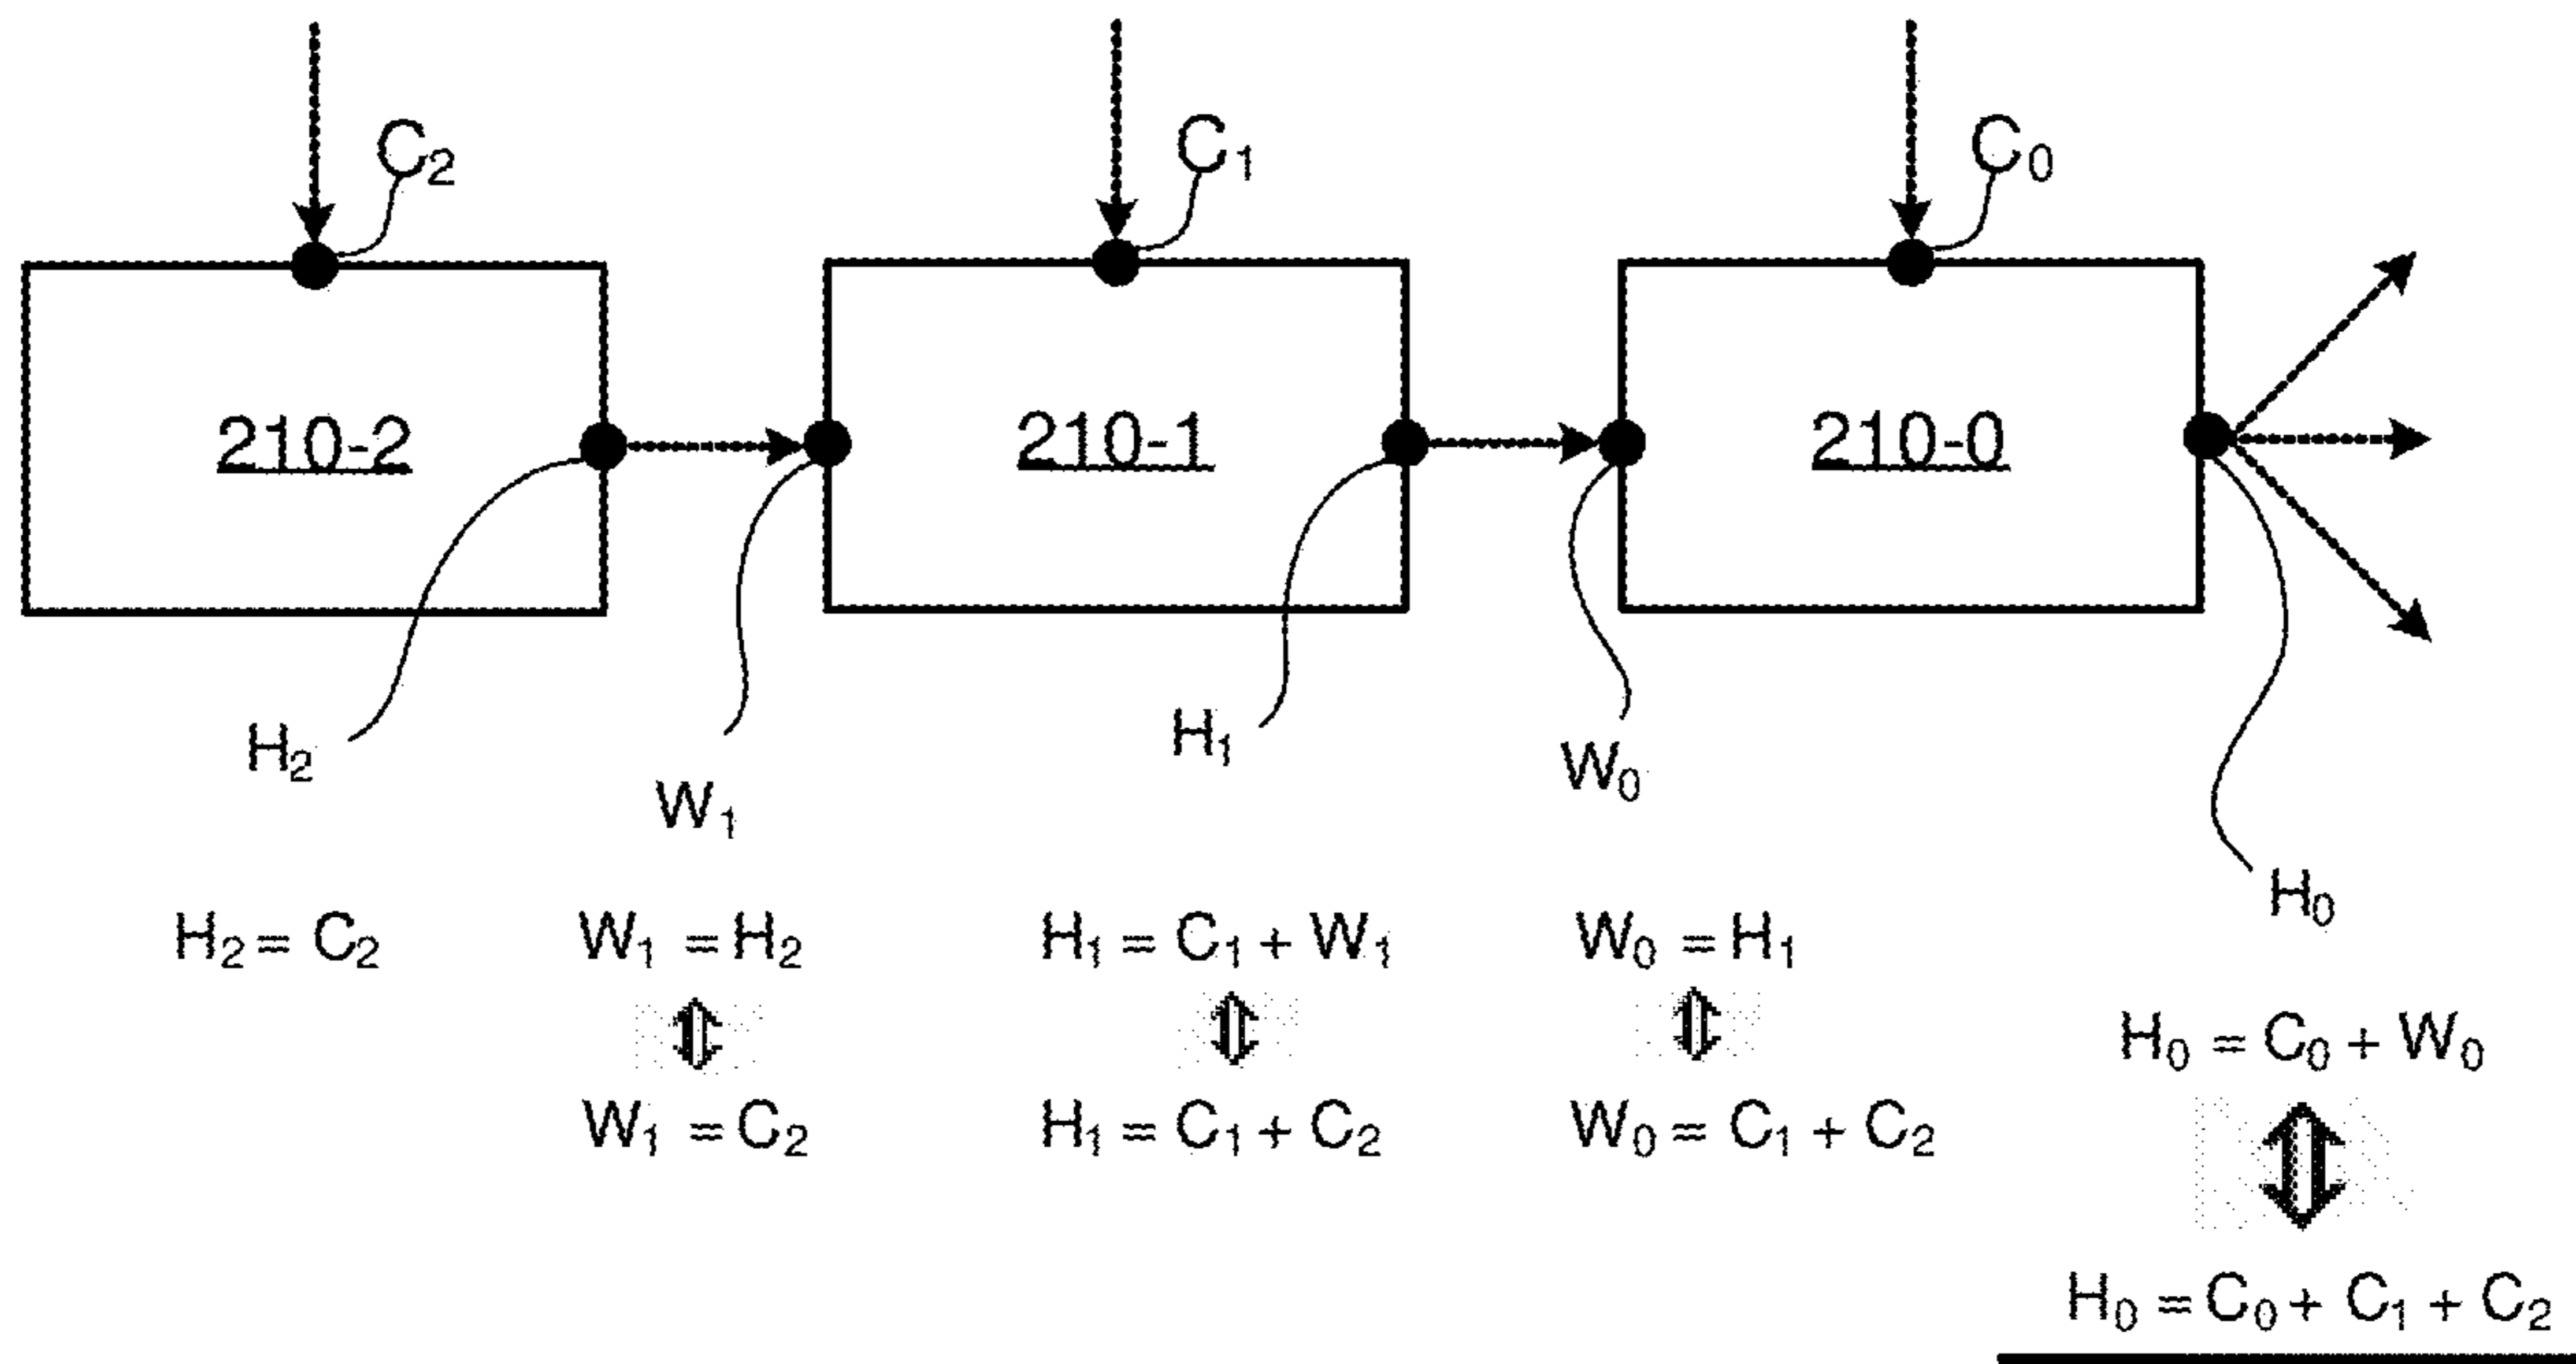 C₂ C₁ C₀
210-2 210-1 210-0
H₂ W₁ H₁ W₀ H₀
H₂ = C₂ W₁ = H₂ H₁ = C₁ + W₁ W₀ = H₁
H₀ = C₀ + W₀
W₁ = C₂ H₁ = C₁ + C₂ W₀ = C₁ + C₂
H₀ = C₀ + C₁ + C₂